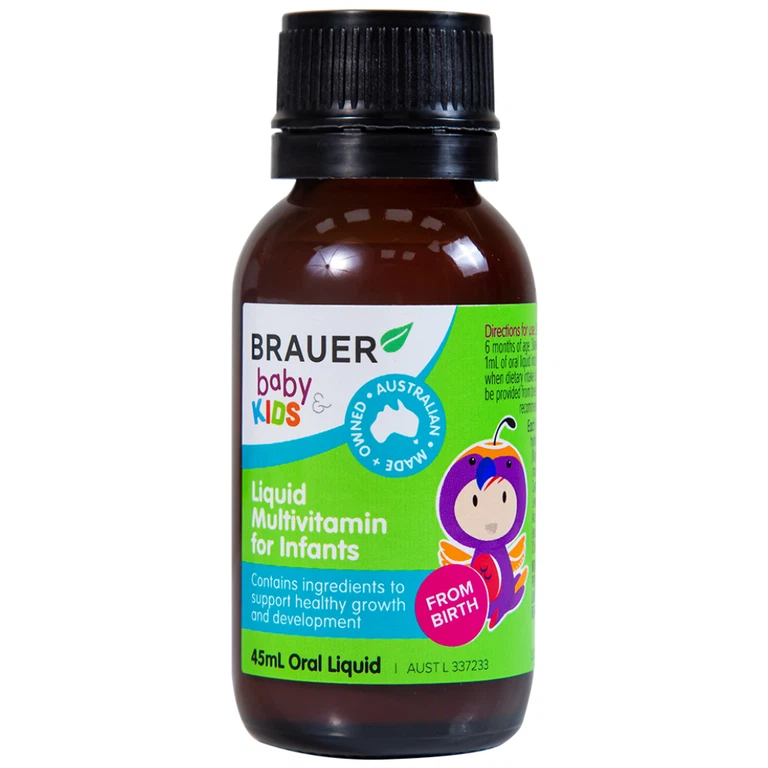 BRAUER
baby
& KIDS
AUSTRALIAN • MADE + OWNED •
Liquid
Multivitamin
for Infants
Contains ingredients to
support healthy growth
and development
FROM
BIRTH
45mL Oral Liquid | AUST L 337233
Directions for use
6 months of age.
1mL of oral liquid
when dietary intake
be provided from
recomme